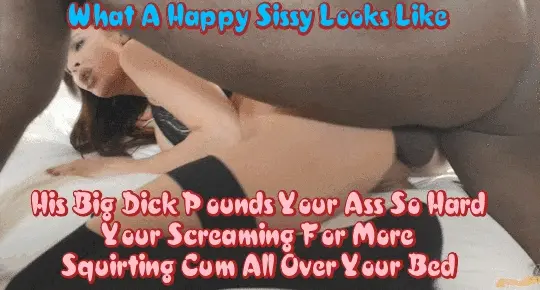 What A Happy Sissy Looks Like
His Big Dick Pounds Your Ass So Hard
Your Screaming For More
Squirting Cum All Over Your Bed